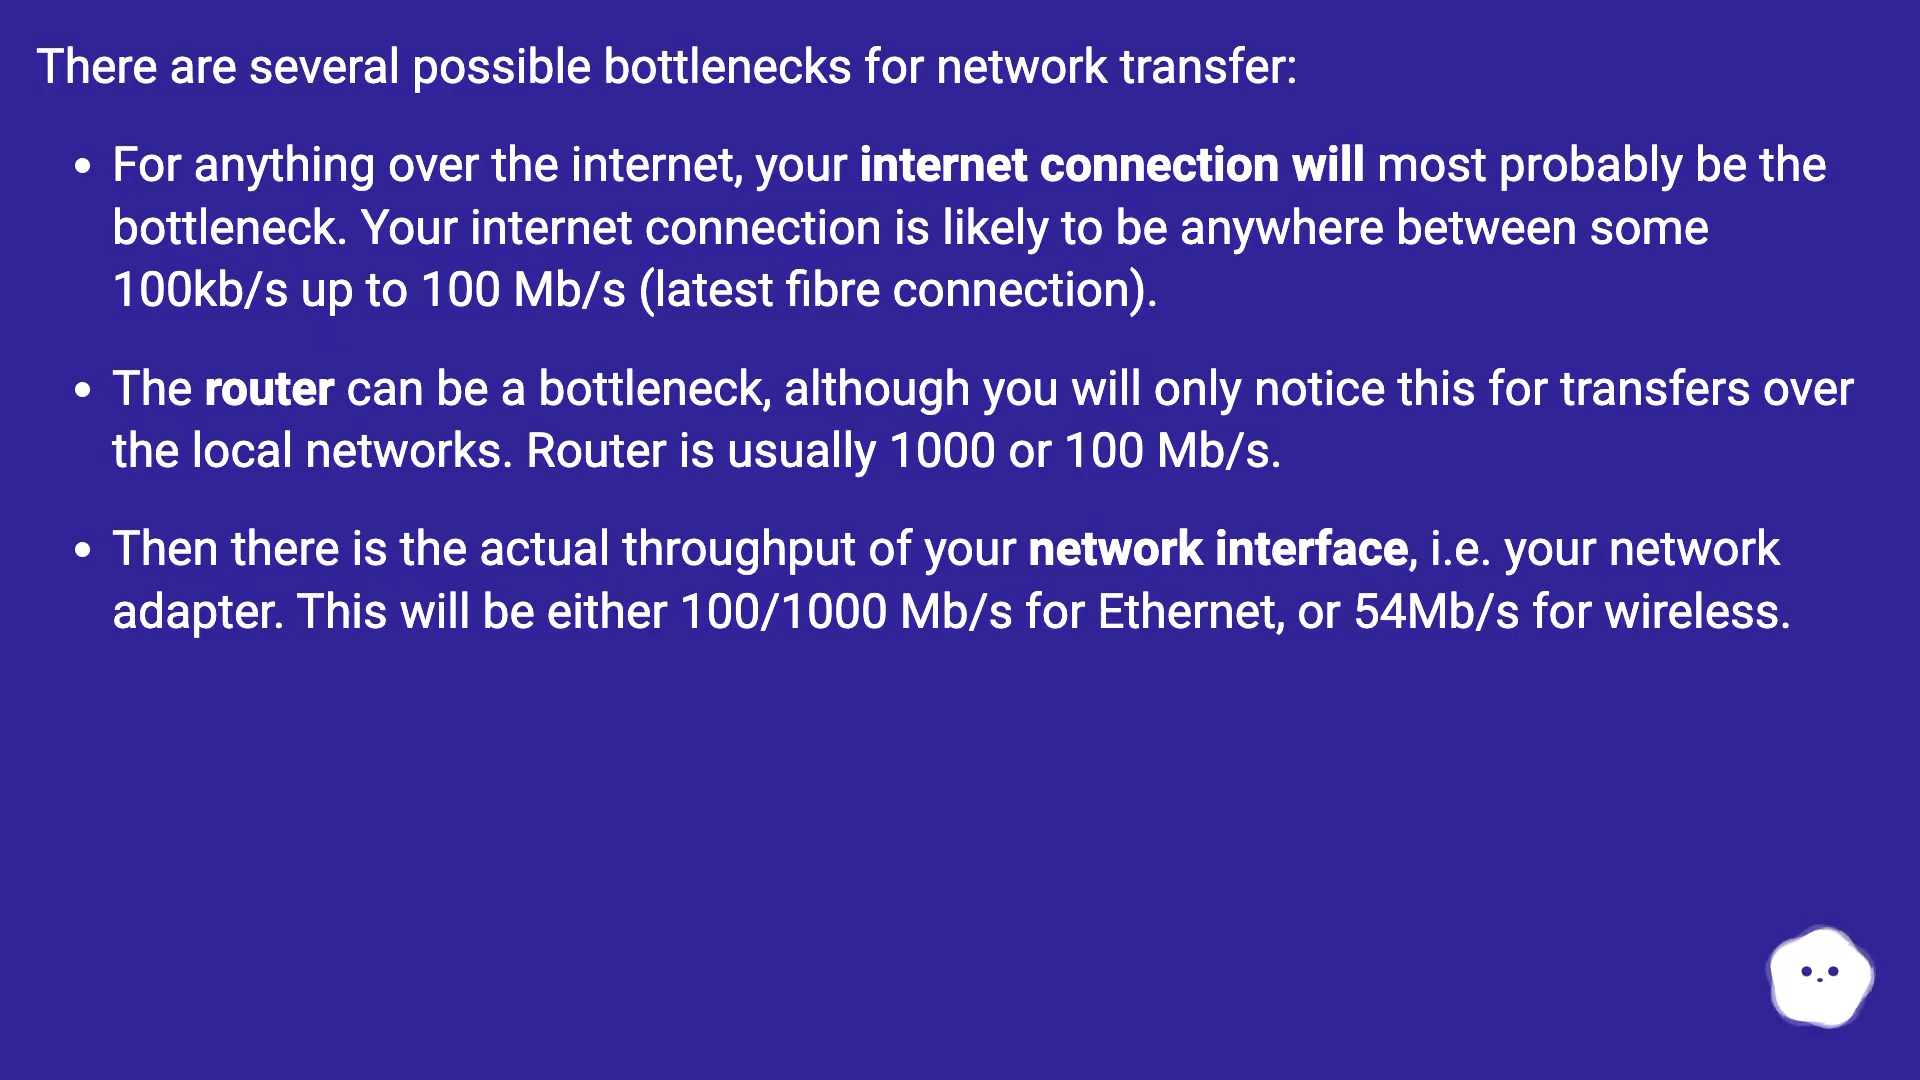 There are several possible bottlenecks for network transfer:
• For anything over the internet, your internet connection will most probably be the
bottleneck. Your internet connection is likely to be anywhere between some
100kb/s up to 100 Mb/s (latest fibre connection).
• The router can be a bottleneck, although you will only notice this for transfers over
the local networks. Router is usually 1000 or 100 Mb/s.
• Then there is the actual throughput of your network interface, i.e. your network
adapter. This will be either 100/1000 Mb/s for Ethernet, or 54Mb/s for wireless.